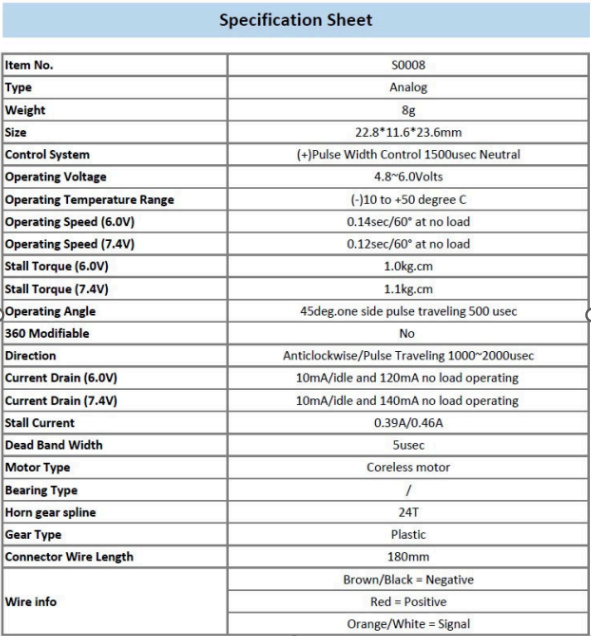 Specification Sheet
Item No. S0008
Type Analog
Weight 8g
Size 22.8*11.6*23.6mm
Control System (+)Pulse Width Control 1500usec Neutral
Operating Voltage 4.8~6.0Volts
Operating Temperature Range (-)10 to +50 degree C
Operating Speed (6.0V) 0.14sec/60° at no load
Operating Speed (7.4V) 0.12sec/60° at no load
Stall Torque (6.0V) 1.0kg.cm
Stall Torque (7.4V) 1.1kg.cm
Operating Angle 45deg.one side pulse traveling 500 usec
360 Modifiable No
Direction Anticlockwise/Pulse Traveling 1000~2000usec
Current Drain (6.0V) 10mA/idle and 120mA no load operating
Current Drain (7.4V) 10mA/idle and 140mA no load operating
Stall Current 0.39A/0.46A
Dead Band Width 5usec
Motor Type Coreless motor
Bearing Type /
Horn gear spline 24T
Gear Type Plastic
Connector Wire Length 180mm
Wire info Brown/Black = Negative
Red = Positive
Orange/White = Signal